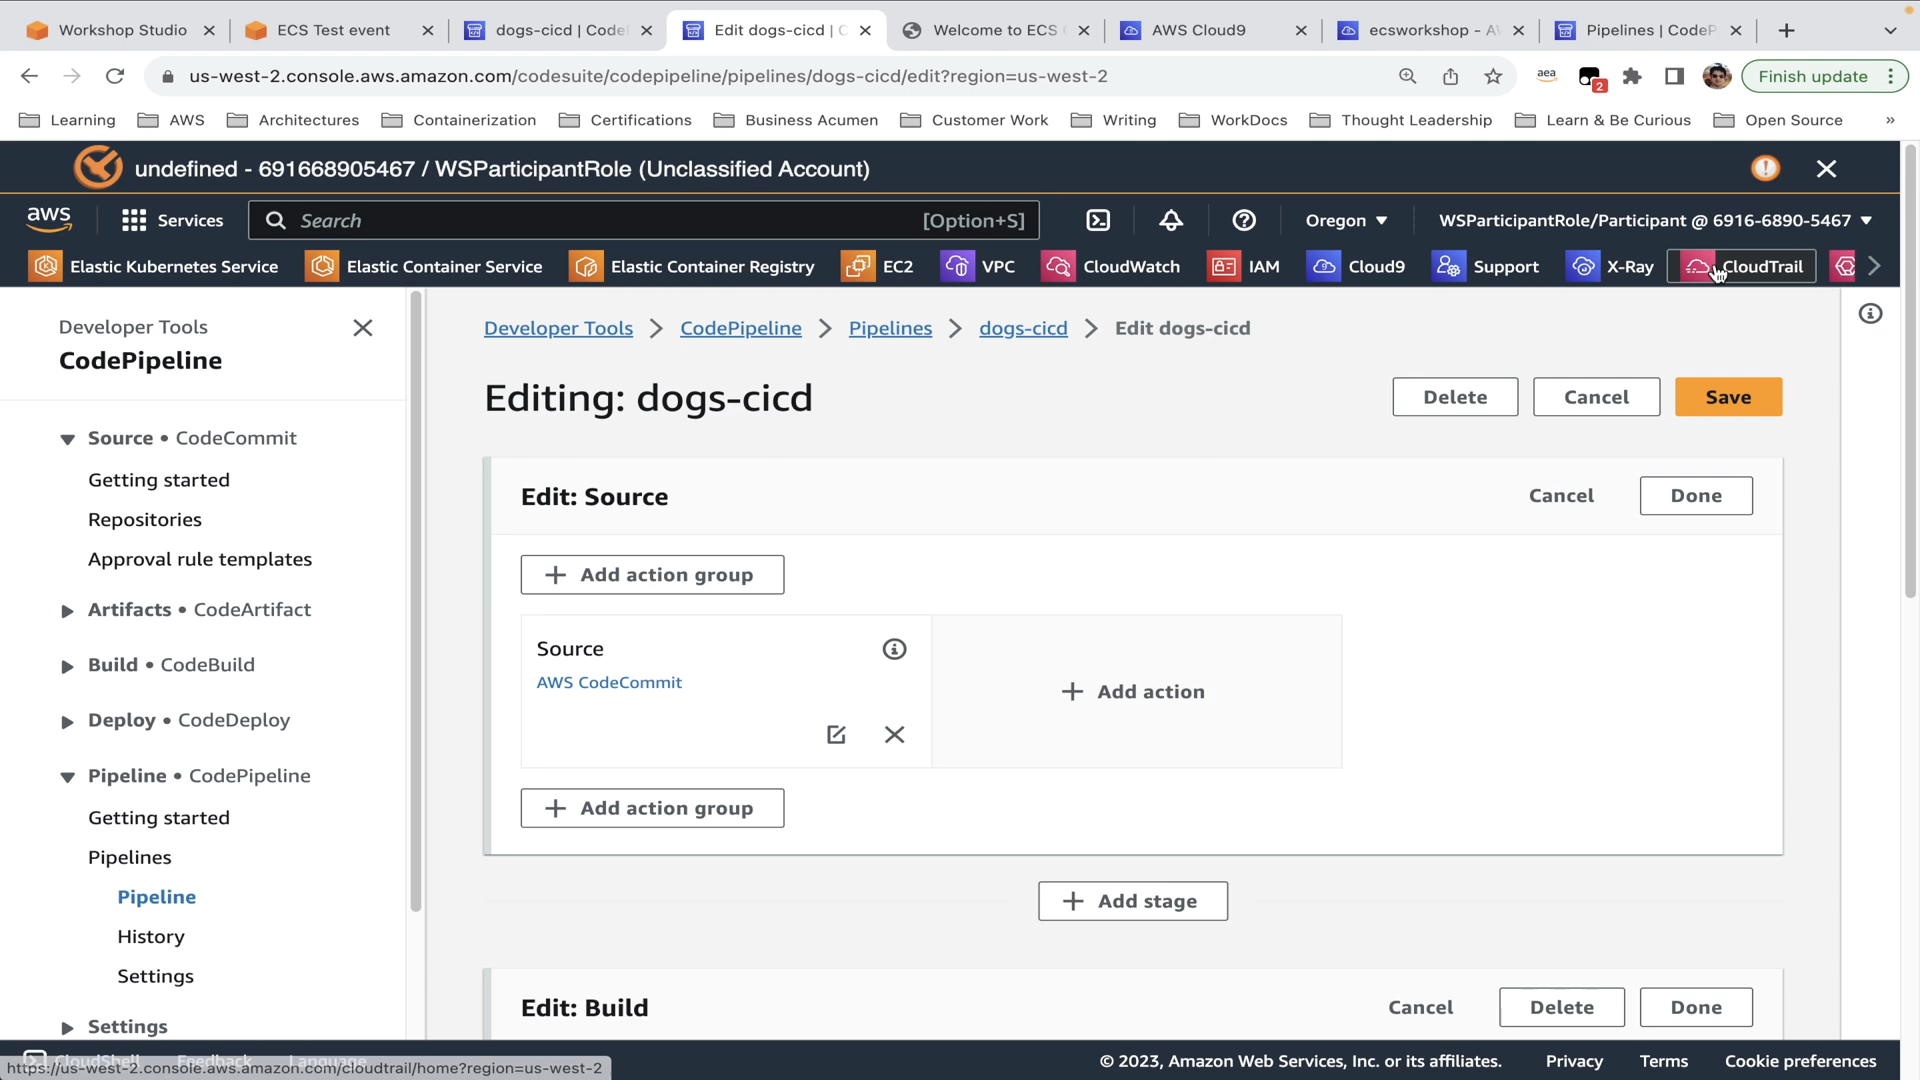 Workshop Studio
ECS Test event
dogs-cicd | Code
Edit dogs-cicd | C
Welcome to ECS
AWS Cloud9
ecsworkshop - A
Pipelines | CodeP
us-west-2.console.aws.amazon.com/codesuite/codepipeline/pipelines/dogs-cicd/edit?region=us-west-2
aea
2
Finish update
Learning
AWS
Architectures
Containerization
Certifications
Business Acumen
Customer Work
Writing
WorkDocs
Thought Leadership
Learn & Be Curious
Open Source
»
undefined - 691668905467 / WSParticipantRole (Unclassified Account)
aws
Services
Search
[Option+S]
Oregon
WSParticipantRole/Participant @ 6916-6890-5467
Elastic Kubernetes Service
Elastic Container Service
Elastic Container Registry
EC2
VPC
CloudWatch
IAM
Cloud9
Support
X-Ray
CloudTrail
Developer Tools
CodePipeline
Source • CodeCommit
Getting started
Repositories
Approval rule templates
Artifacts • CodeArtifact
Build • CodeBuild
Deploy • CodeDeploy
Pipeline • CodePipeline
Getting started
Pipelines
Pipeline
History
Settings
Settings
Developer Tools > CodePipeline > Pipelines > dogs-cicd > Edit dogs-cicd
Editing: dogs-cicd
Delete
Cancel
Save
Edit: Source
Cancel
Done
+ Add action group
Source
AWS CodeCommit
+ Add action
+ Add action group
+ Add stage
Edit: Build
Cancel
Delete
Done
CloudShell
Feedback
Language
https://us-west-2.console.aws.amazon.com/cloudtrail/home?region=us-west-2
© 2023, Amazon Web Services, Inc. or its affiliates.
Privacy
Terms
Cookie preferences